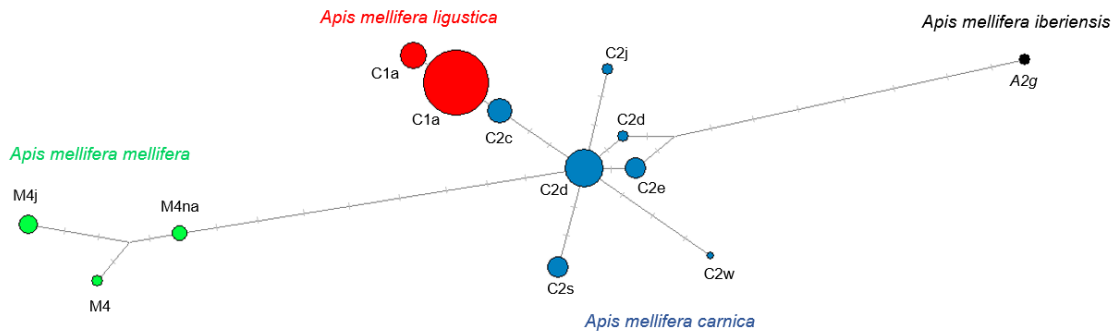 Apis mellifera ligustica
Apis mellifera iberiensis
C2j
C1a
A2g
C1a
C2d
C2c
Apis mellifera mellifera
M4j
M4na
C2d
C2e
C2w
M4
C2s
Apis mellifera carnica